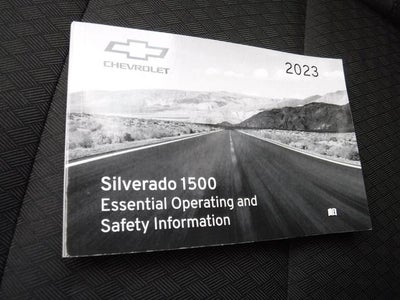 CHEVROLET
2023
Silverado 1500
Essential Operating and
Safety Information